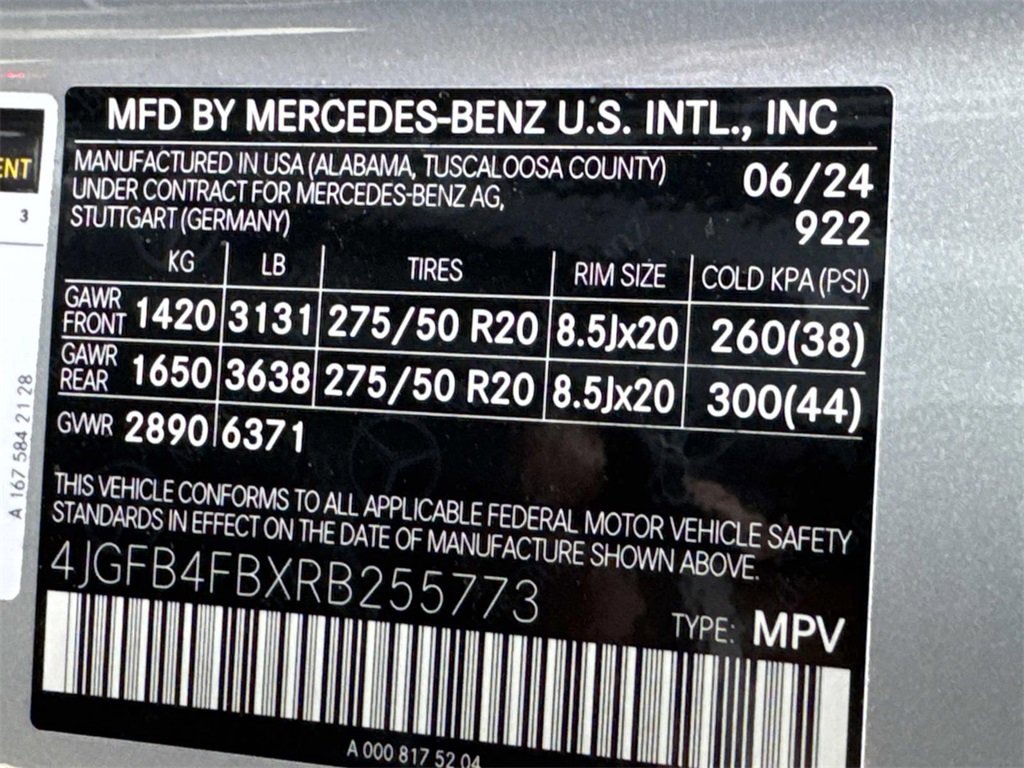 MFD BY MERCEDES-BENZ U.S. INTL., INC
MANUFACTURED IN USA (ALABAMA, TUSCALOOSA COUNTY)
UNDER CONTRACT FOR MERCEDES-BENZ AG,
STUTTGART (GERMANY)
06/24
922
KG LB TIRES RIM SIZE COLD KPA (PSI)
GAWR FRONT 1420 3131 275/50 R20 8.5Jx20 260(38)
GAWR REAR 1650 3638 275/50 R20 8.5Jx20 300(44)
GVWR 2890 6371
THIS VEHICLE CONFORMS TO ALL APPLICABLE FEDERAL MOTOR VEHICLE SAFETY
STANDARDS IN EFFECT ON THE DATE OF MANUFACTURE SHOWN ABOVE.
4JGFB4FBXRB255773
TYPE: MPV
A 000 817 52 04
ENT
3
A 167 584 21 28